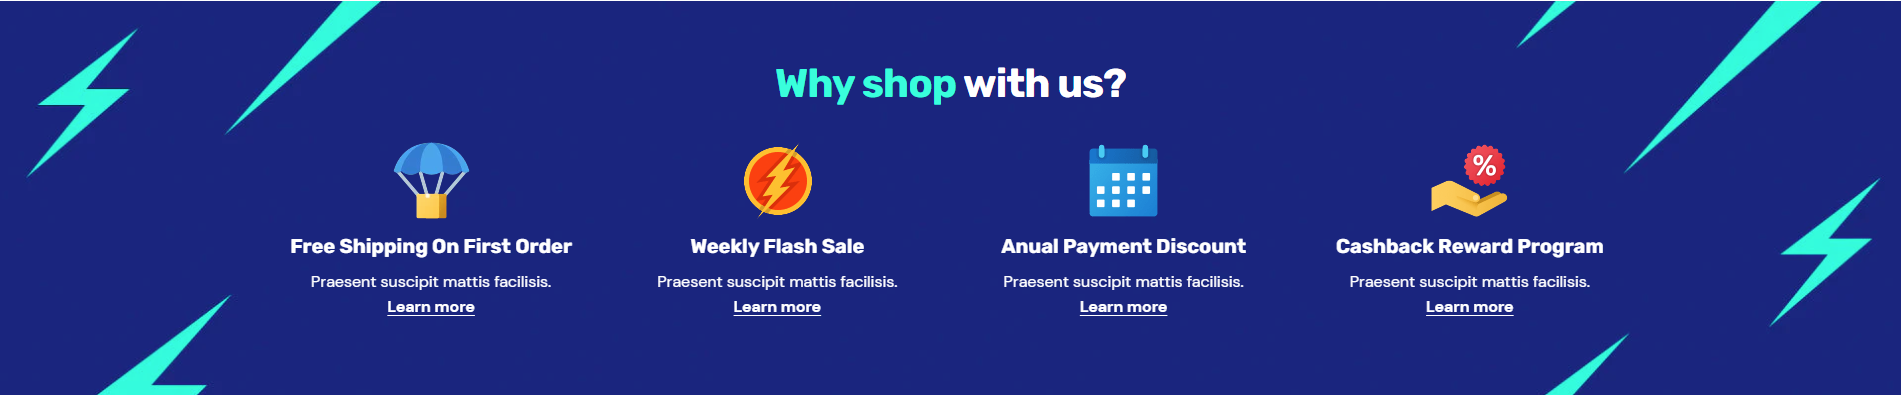 Why shop with us?
Free Shipping On First Order
Praesent suscipit mattis facilisis.
Learn more
Weekly Flash Sale
Praesent suscipit mattis facilisis.
Learn more
Anual Payment Discount
Praesent suscipit mattis facilisis.
Learn more
%
Cashback Reward Program
Praesent suscipit mattis facilisis.
Learn more